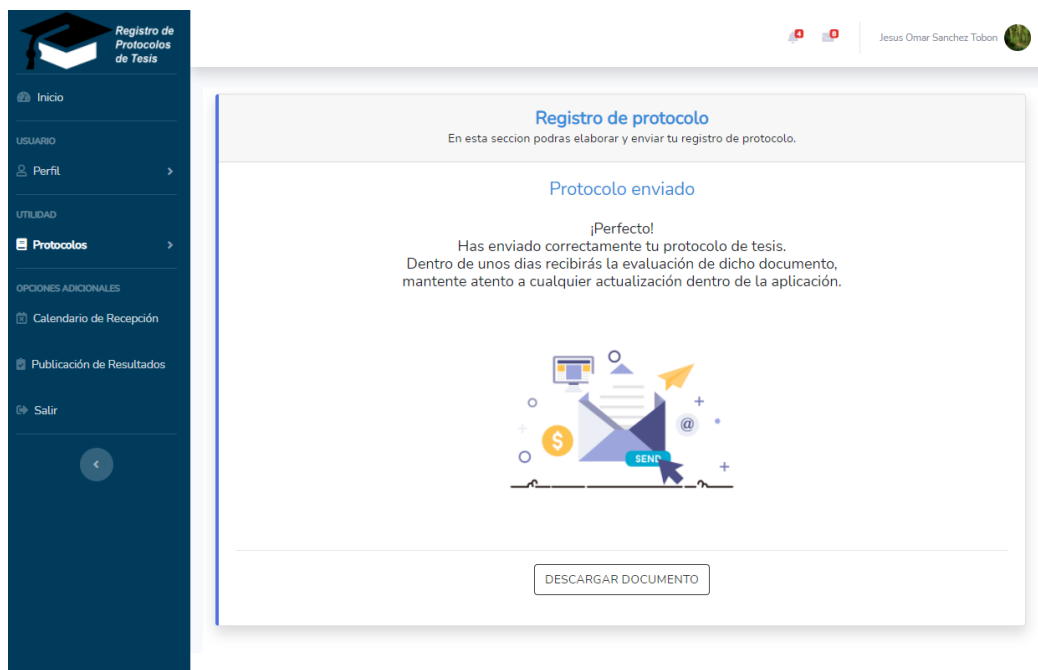 Registro de
Protocolos
de Tesis
4
Jesus Omar Sanchez Tobon
Inicio
USUARIO
Perfil
UTILIDAD
Protocolos
OPCIONES ADICIONALES
Calendario de Recepción
Publicación de Resultados
Salir
Registro de protocolo
En esta seccion podras elaborar y enviar tu registro de protocolo.
Protocolo enviado
¡Perfecto!
Has enviado correctamente tu protocolo de tesis.
Dentro de unos dias recibirás la evaluación de dicho documento,
mantente atento a cualquier actualización dentro de la aplicación.
$
@
SEND
DESCARGAR DOCUMENTO